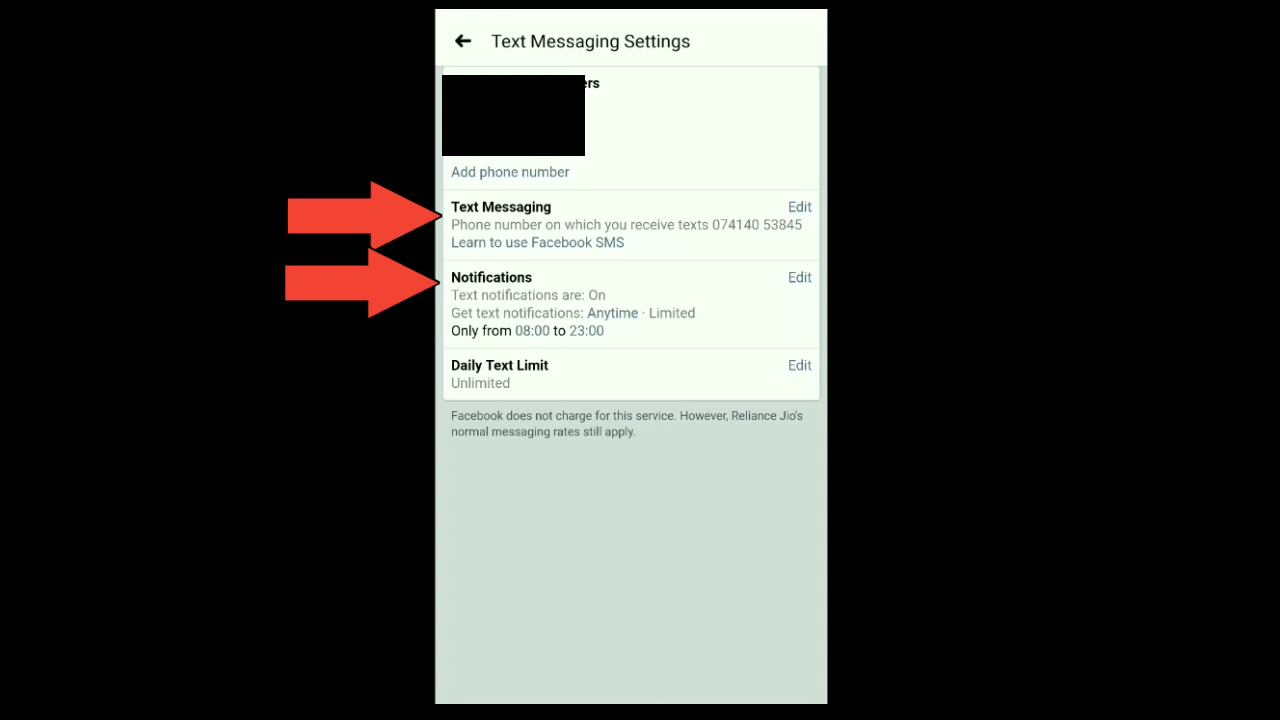 Text Messaging Settings
ers
Add phone number
Text Messaging
Edit
Phone number on which you receive texts 074140 53845
Learn to use Facebook SMS
Notifications
Edit
Text notifications are: On
Get text notifications: Anytime · Limited
Only from 08:00 to 23:00
Daily Text Limit
Edit
Unlimited
Facebook does not charge for this service. However, Reliance Jio's
normal messaging rates still apply.